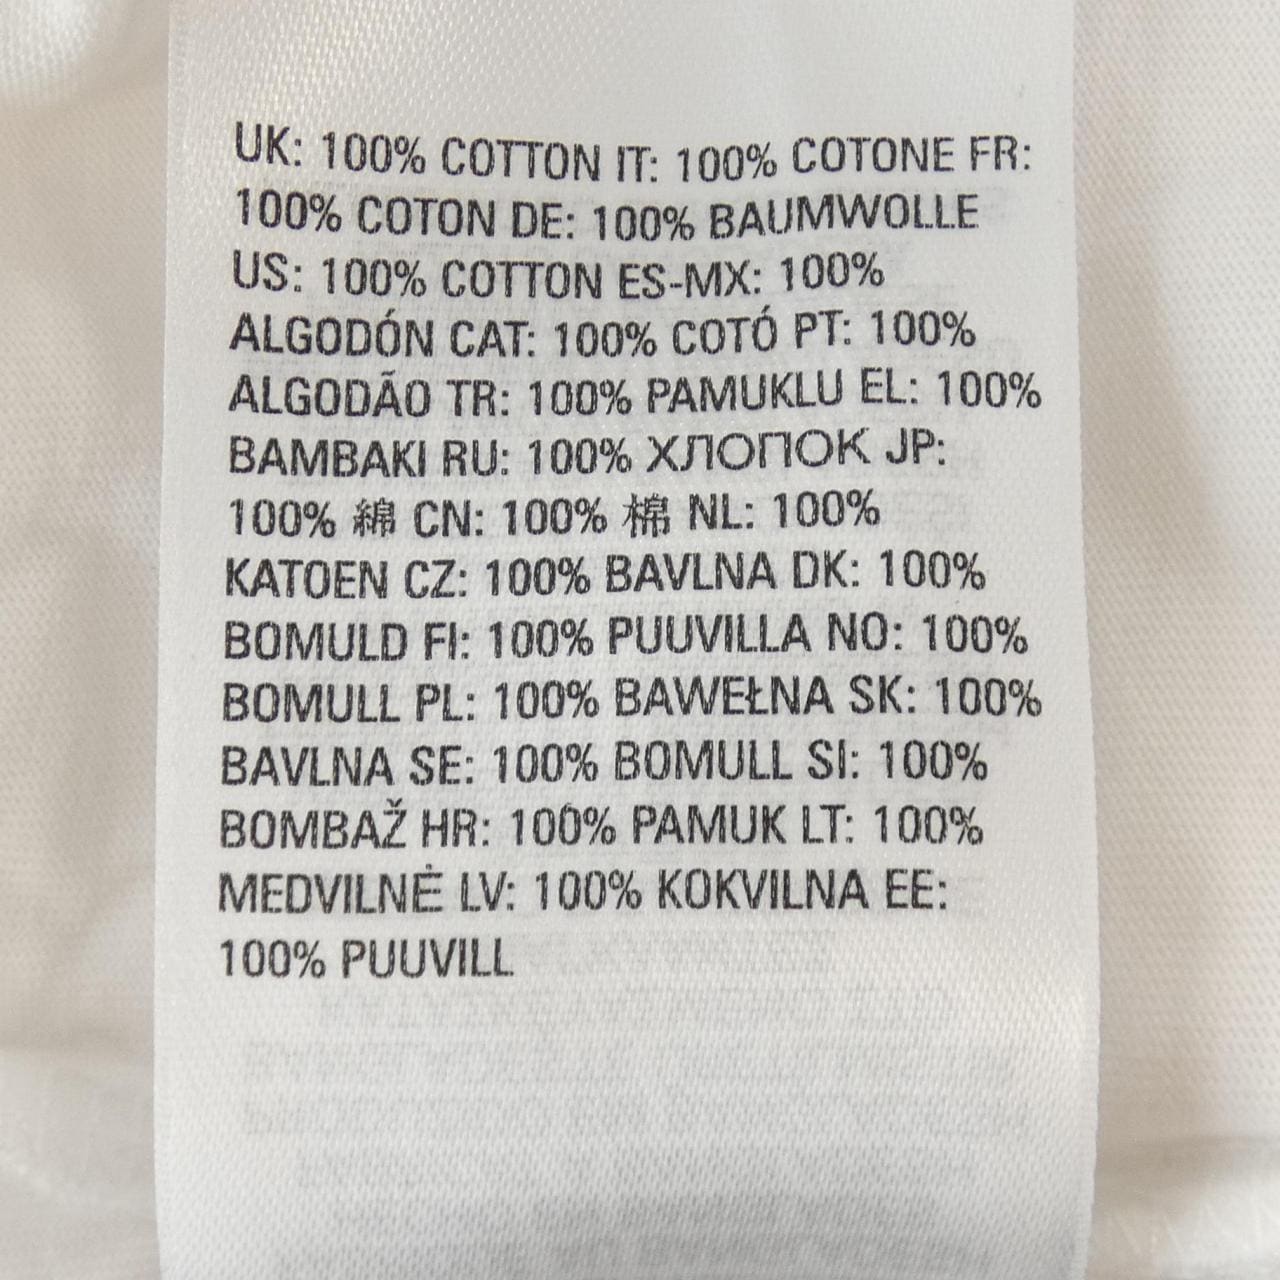 UK: 100% COTTON IT: 100% COTONE FR:
100% COTON DE: 100% BAUMWOLLE
US: 100% COTTON ES-MX: 100%
ALGODÓN CAT: 100% COTÓ PT: 100%
ALGODÃO TR: 100% PAMUKLU EL: 100%
BAMBAKI RU: 100% ХЛОПОК JP:
100% 綿 CN: 100% 棉 NL: 100%
KATOEN CZ: 100% BAVLNA DK: 100%
BOMULD FI: 100% PUUVILLA NO: 100%
BOMULL PL: 100% BAWEŁNA SK: 100%
BAVLNA SE: 100% BOMULL SI: 100%
BOMBAŽ HR: 100% PAMUK LT: 100%
MEDVILNĖ LV: 100% KOKVILNA EE:
100% PUUVILL